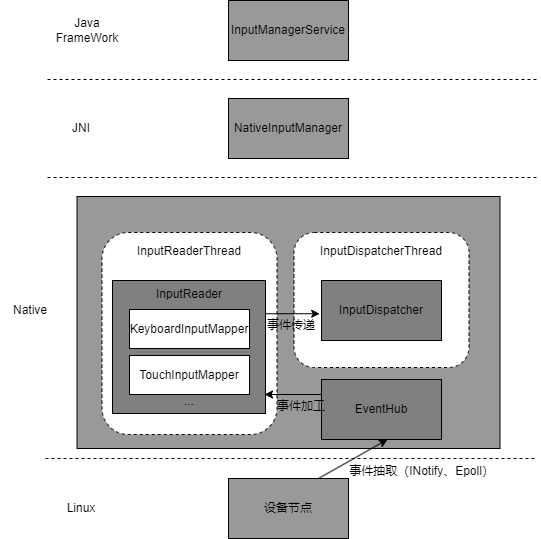 Java
FrameWork
InputManagerService
JNI
NativeInputManager
Native
InputReaderThread
InputDispatcherThread
InputReader
KeyboardInputMapper
TouchInputMapper
...
事件传递
InputDispatcher
事件加工
EventHub
事件抽取（INotify、Epoll）
Linux
设备节点